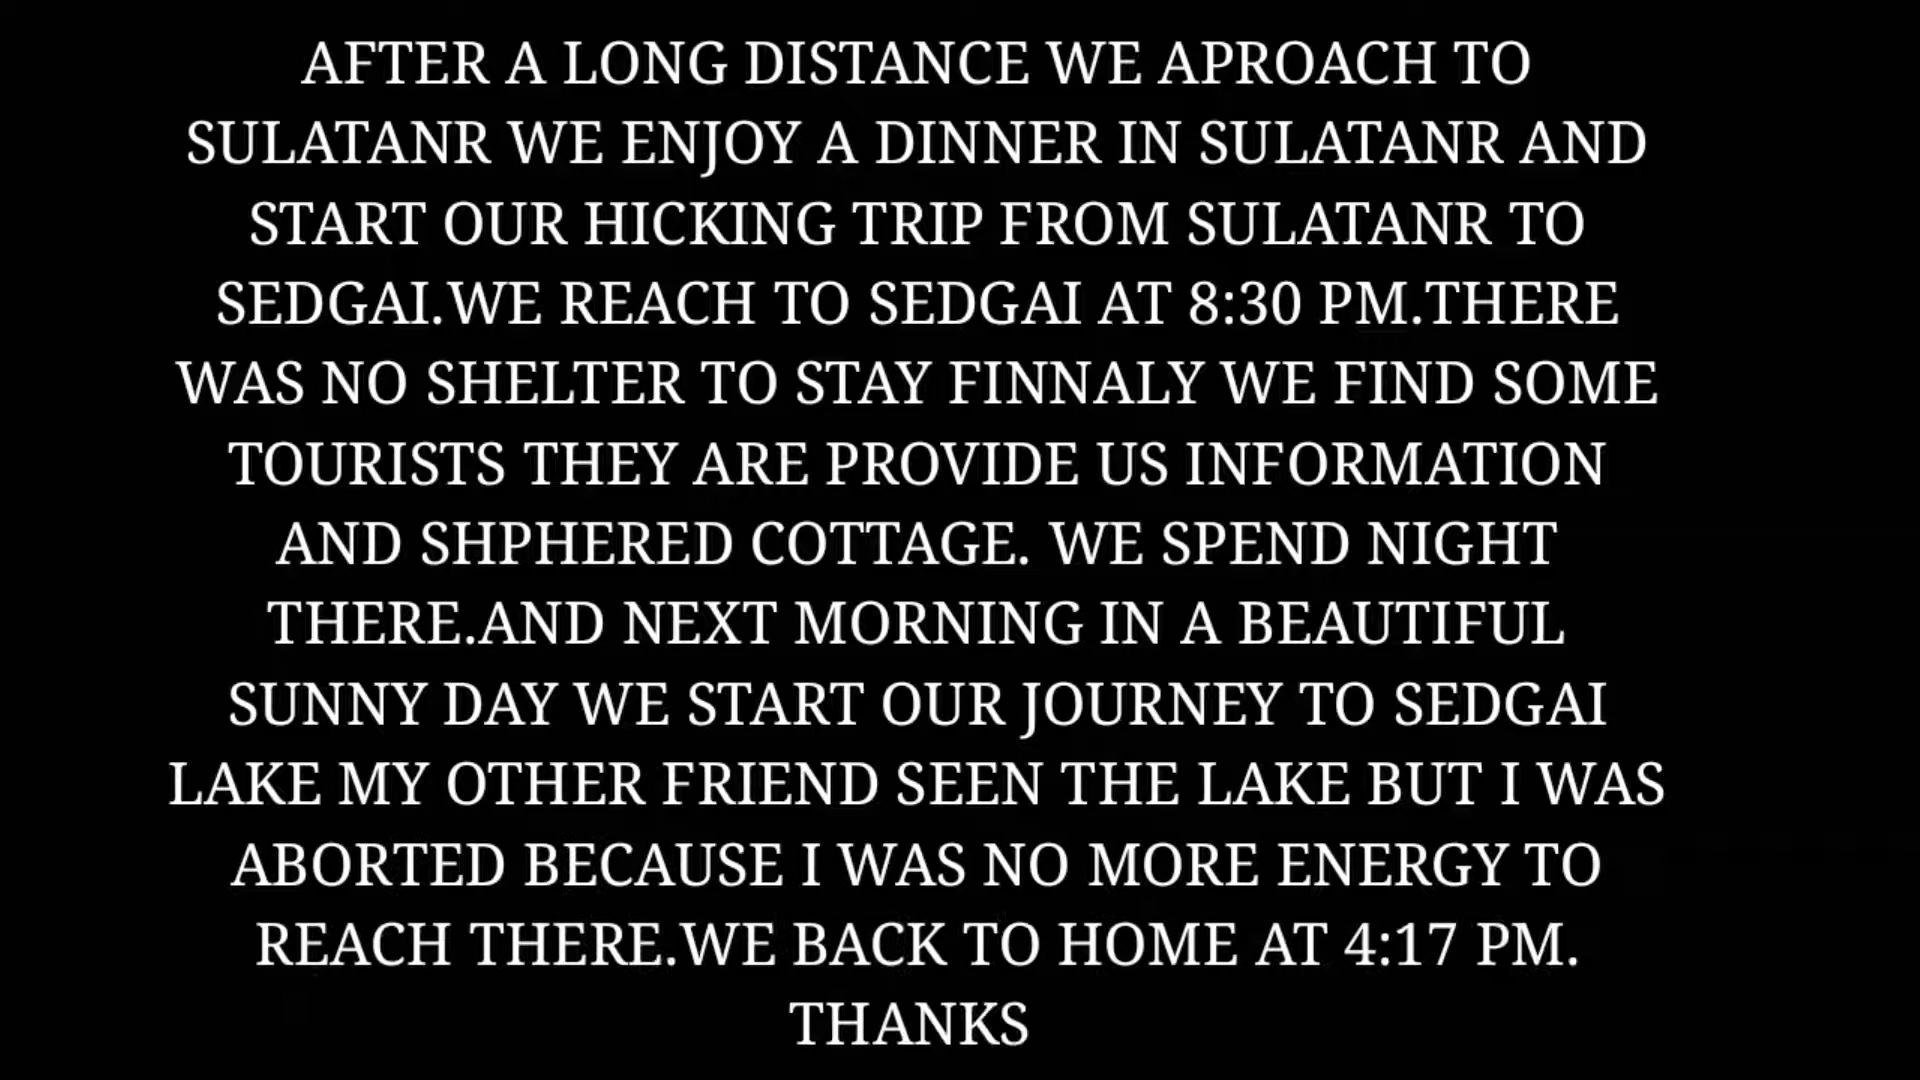 AFTER A LONG DISTANCE WE APROACH TO
SULATANR WE ENJOY A DINNER IN SULATANR AND
START OUR HICKING TRIP FROM SULATANR TO
SEDGAI.WE REACH TO SEDGAI AT 8:30 PM.THERE
WAS NO SHELTER TO STAY FINNALY WE FIND SOME
TOURISTS THEY ARE PROVIDE US INFORMATION
AND SHPHERED COTTAGE. WE SPEND NIGHT
THERE.AND NEXT MORNING IN A BEAUTIFUL
SUNNY DAY WE START OUR JOURNEY TO SEDGAI
LAKE MY OTHER FRIEND SEEN THE LAKE BUT I WAS
ABORTED BECAUSE I WAS NO MORE ENERGY TO
REACH THERE.WE BACK TO HOME AT 4:17 PM.
THANKS